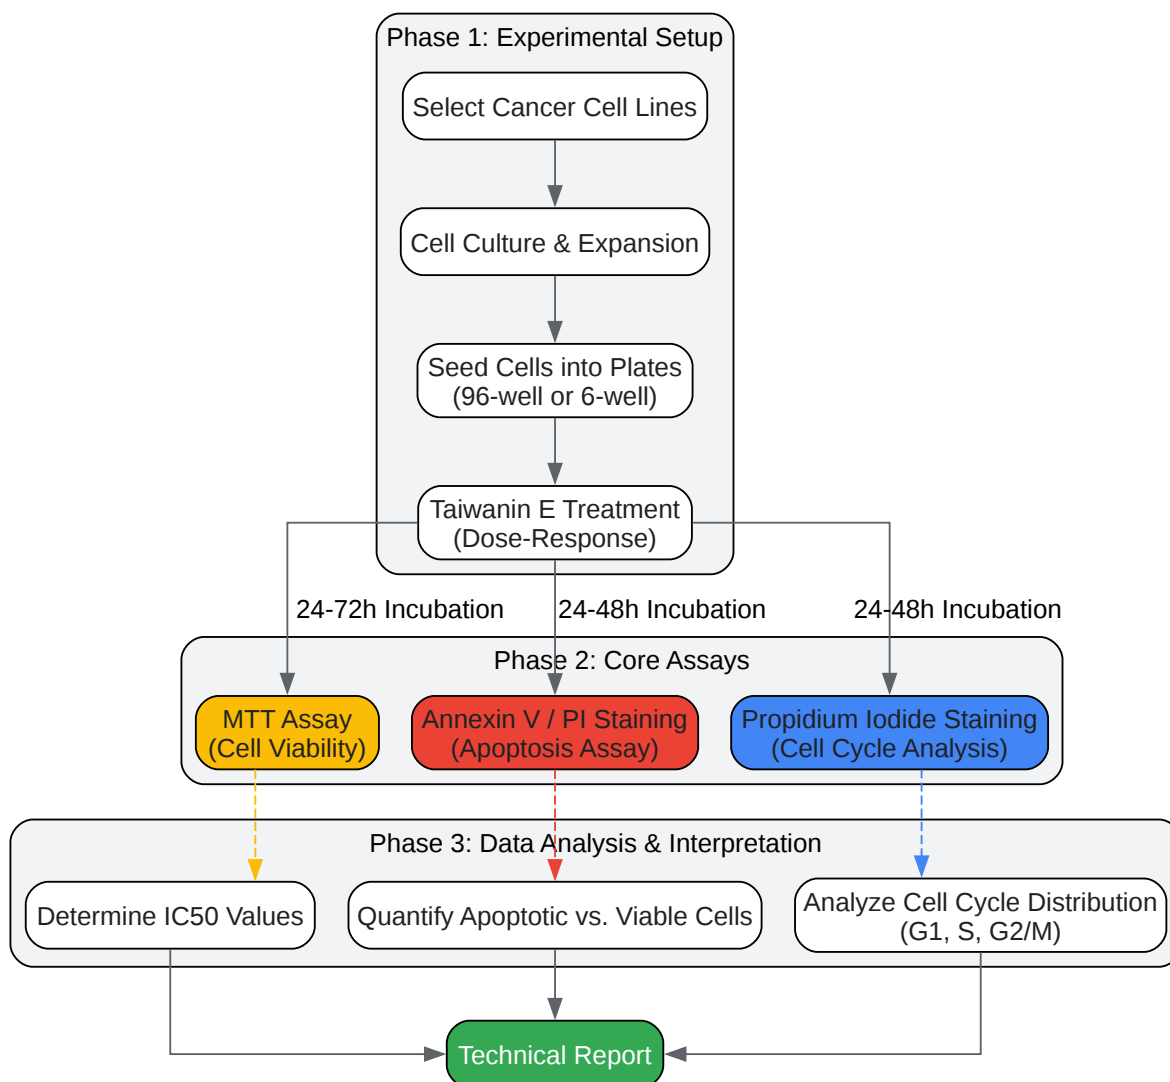 Phase 1: Experimental Setup
Select Cancer Cell Lines
Cell Culture & Expansion
Seed Cells into Plates
(96-well or 6-well)
Taiwanin E Treatment
(Dose-Response)
24-72h Incubation
24-48h Incubation
24-48h Incubation
Phase 2: Core Assays
MTT Assay
(Cell Viability)
Annexin V / PI Staining
(Apoptosis Assay)
Propidium Iodide Staining
(Cell Cycle Analysis)
Phase 3: Data Analysis & Interpretation
Determine IC50 Values
Quantify Apoptotic vs. Viable Cells
Analyze Cell Cycle Distribution
(G1, S, G2/M)
Technical Report